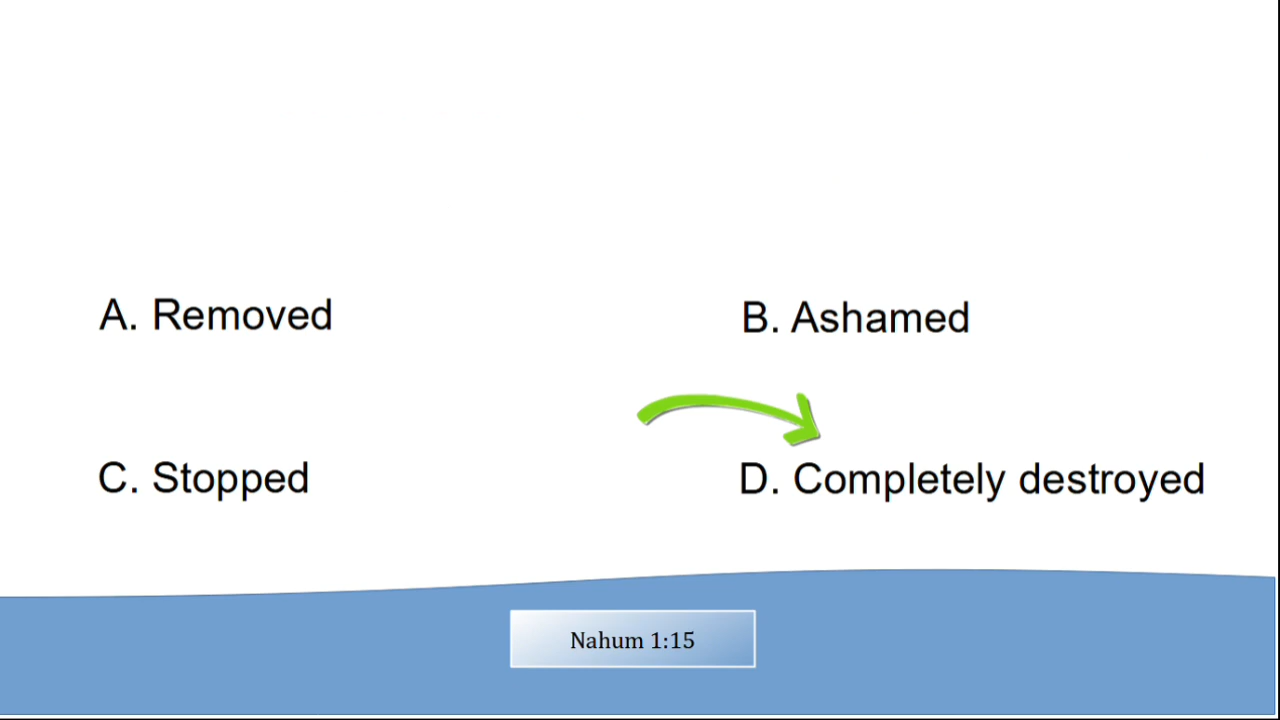 A. Removed
B. Ashamed
C. Stopped
D. Completely destroyed
Nahum 1:15